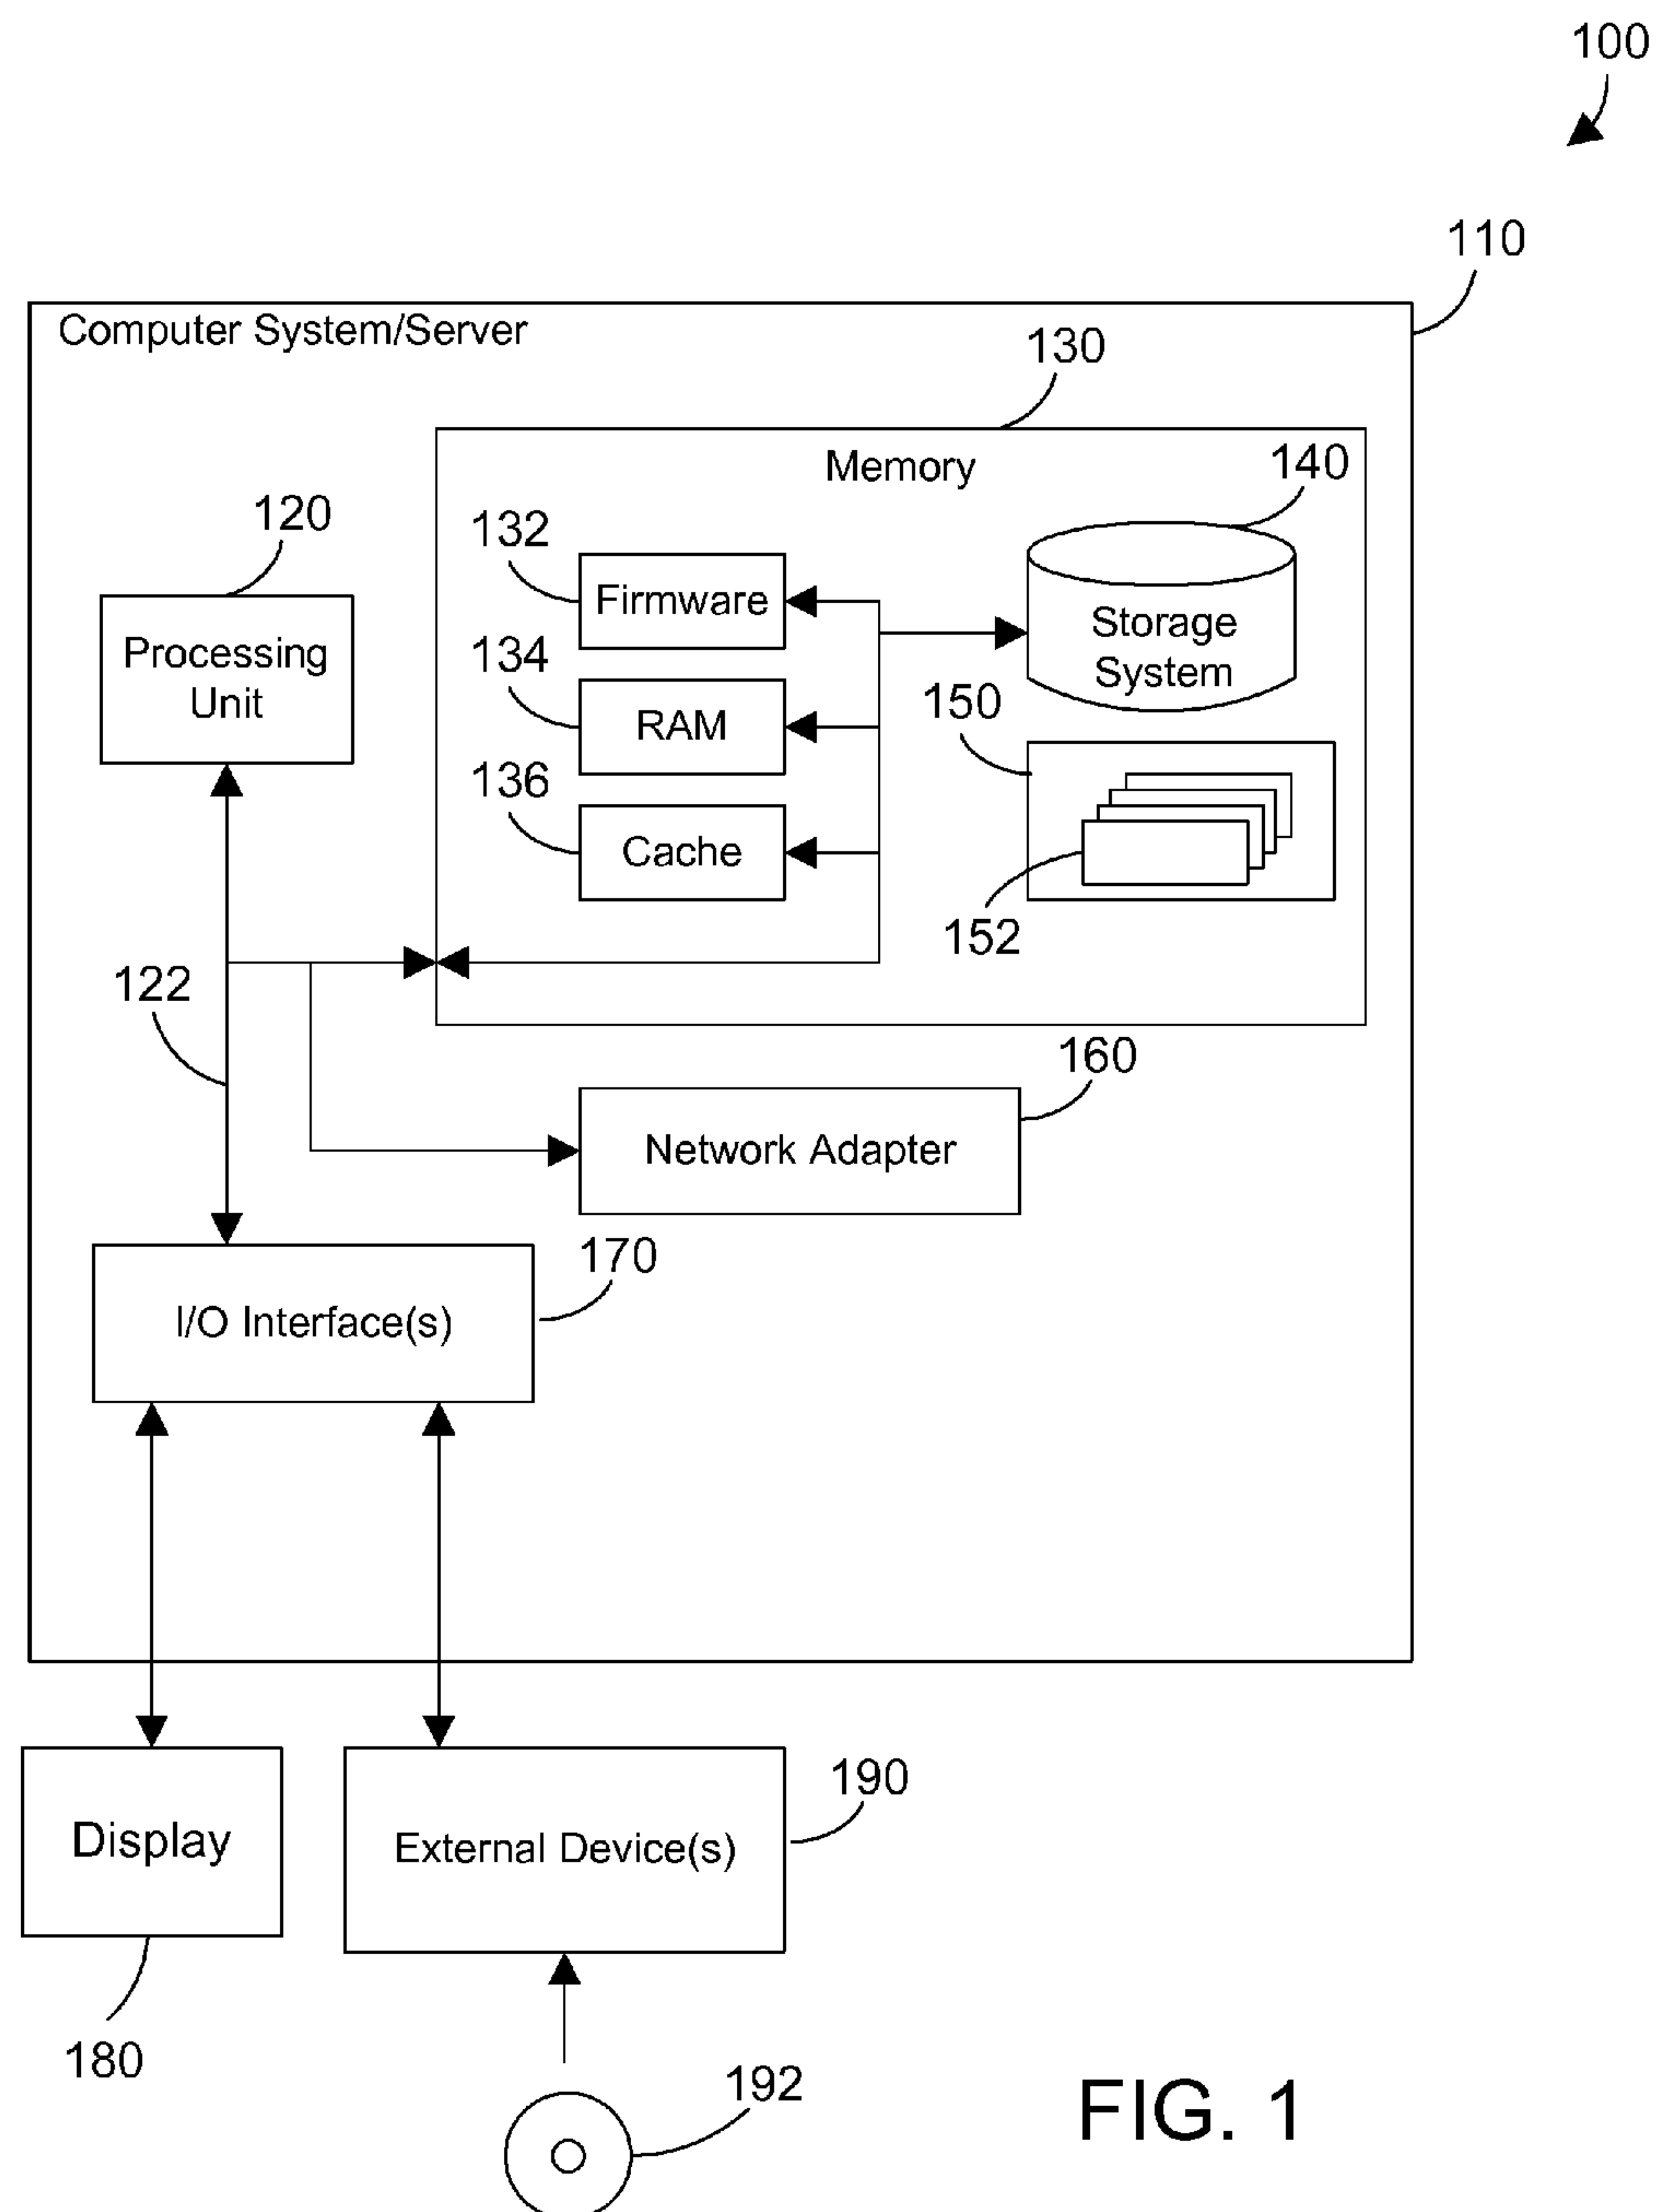 100
110
Computer System/Server
130
Memory
140
120
132
Firmware
Storage
System
Processing
Unit
134
RAM
150
136
Cache
152
122
160
Network Adapter
170
I/O Interface(s)
190
Display
External Device(s)
180
192
FIG. 1